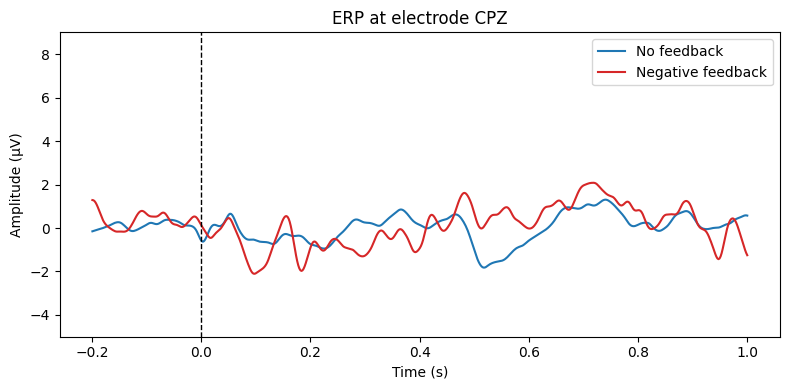 ERP at electrode CPZ
No feedback
Negative feedback
Amplitude (µV)
8
6
4
2
0
−2
−4
−0.2
0.0
0.2
0.4
0.6
0.8
1.0
Time (s)